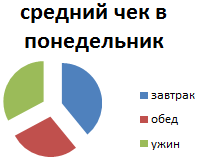 средний чек в
понедельник
завтрак
обед
ужин